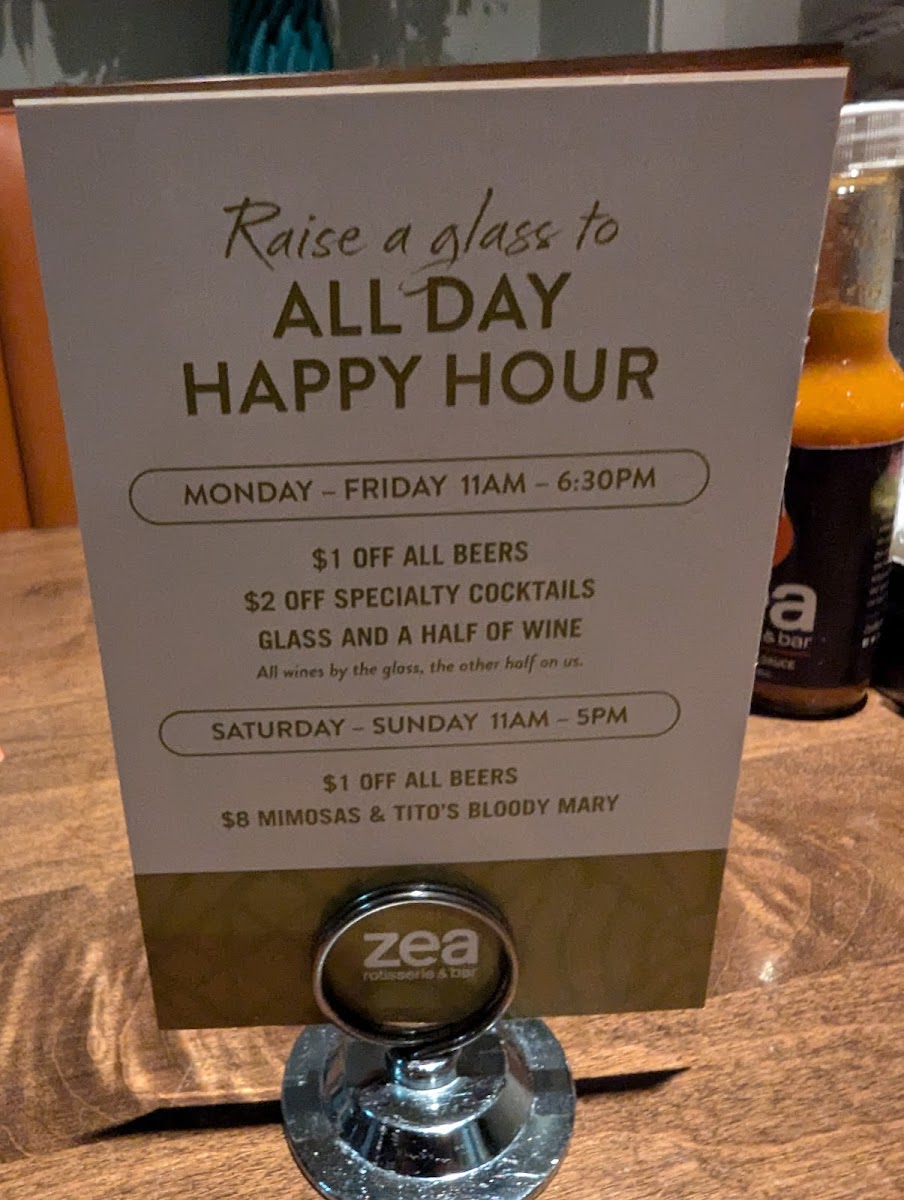 Raise a glass to
ALL DAY
HAPPY HOUR
MONDAY – FRIDAY 11AM – 6:30PM
$1 OFF ALL BEERS
$2 OFF SPECIALTY COCKTAILS
GLASS AND A HALF OF WINE
All wines by the glass, the other half on us.
SATURDAY – SUNDAY 11AM – 5PM
$1 OFF ALL BEERS
$8 MIMOSAS & TITO'S BLOODY MARY
zea
rotisserie & bar
& bar